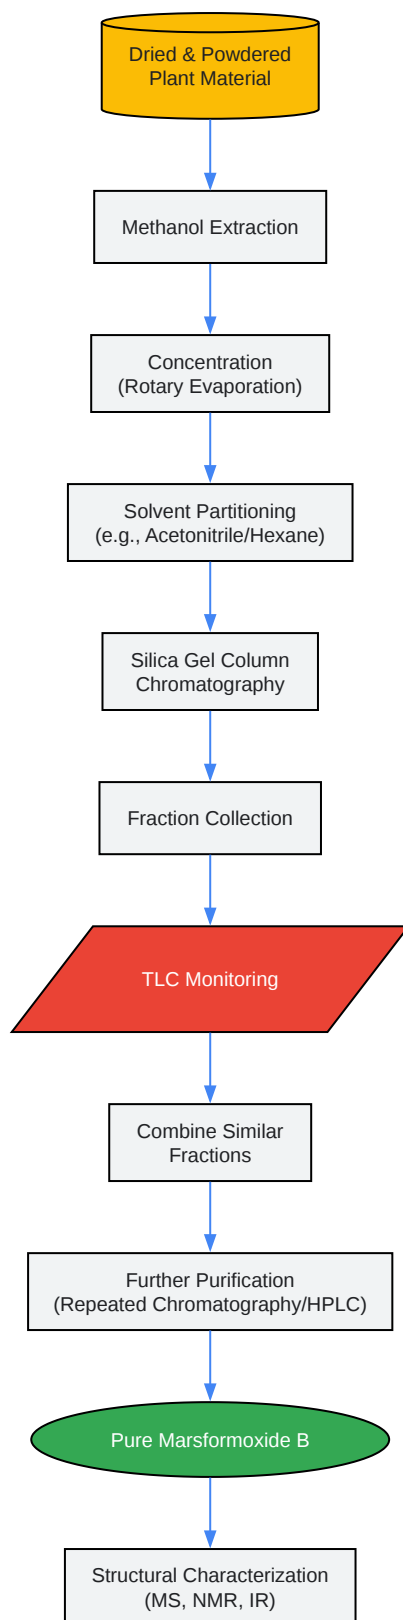 Dried & Powdered
Plant Material
Methanol Extraction
Concentration
(Rotary Evaporation)
Solvent Partitioning
(e.g., Acetonitrile/Hexane)
Silica Gel Column
Chromatography
Fraction Collection
TLC Monitoring
Combine Similar
Fractions
Further Purification
(Repeated Chromatography/HPLC)
Pure Marsformoxide B
Structural Characterization
(MS, NMR, IR)